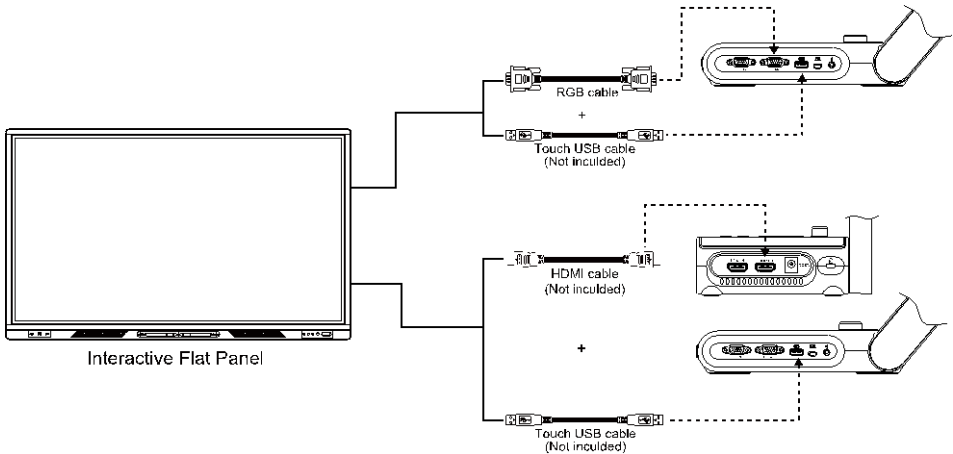 RGB cable
+
Touch USB cable
(Not inculded)
HDMI cable
(Not inculded)
+
Interactive Flat Panel
Touch USB cable
(Not inculded)